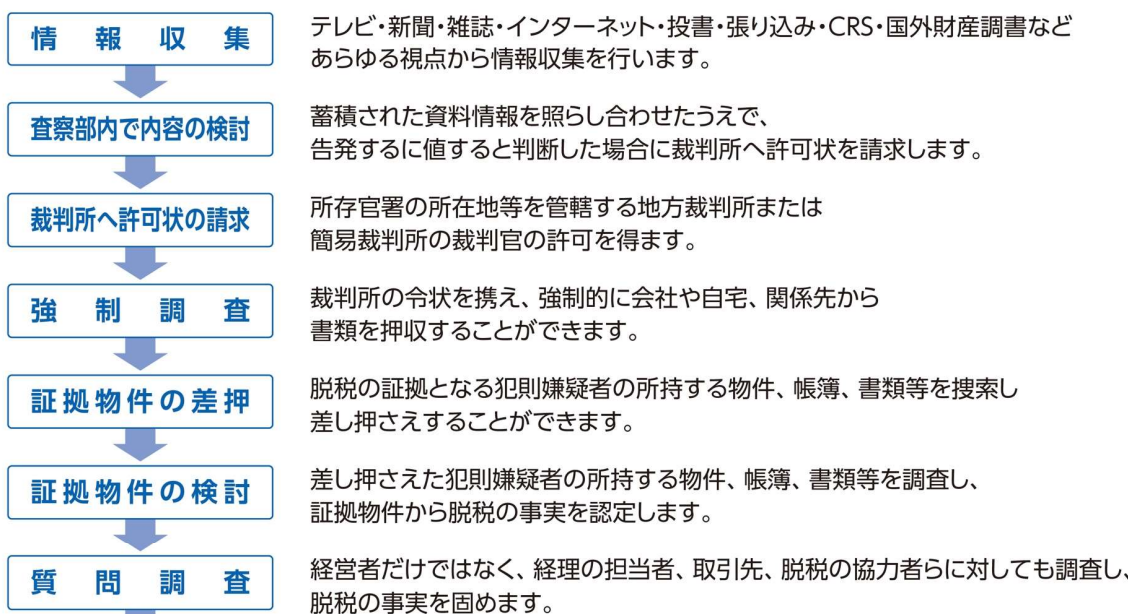 情報収集
テレビ・新聞・雑誌・インターネット・投書・張り込み・CRS・国外財産調書など
あらゆる視点から情報収集を行います。
査察部内で内容の検討
蓄積された資料情報を照らし合わせたうえで、
告発するに値すると判断した場合に裁判所へ許可状を請求します。
裁判所へ許可状の請求
所存官署の所在地等を管轄する地方裁判所または
簡易裁判所の裁判官の許可を得ます。
強制調査
裁判所の令状を携え、強制的に会社や自宅、関係先から
書類を押収することができます。
証拠物件の差押
脱税の証拠となる犯則嫌疑者の所持する物件、帳簿、書類等を捜索し
差し押さえすることができます。
証拠物件の検討
差し押さえた犯則嫌疑者の所持する物件、帳簿、書類等を調査し、
証拠物件から脱税の事実を認定します。
質問調査
経営者だけではなく、経理の担当者、取引先、脱税の協力者らに対しても調査し、
脱税の事実を固めます。